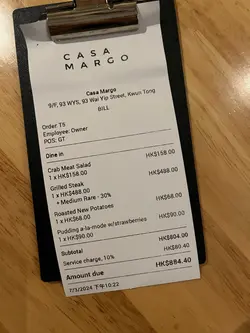 CASA
MARGO
Casa Margo
9/F, 93 WYS, 93 Wai Yip Street, Kwun Tong
BILL
Order T5
Employee: Owner
POS: GT
Dine in
Crab Meat Salad HK$158.00
1 x HK$158.00
Grilled Steak HK$488.00
1 x HK$488.00
+ Medium Rare - 30%
Roasted New Potatoes HK$68.00
1 x HK$68.00
Pudding a-la-mode w/strawberries HK$90.00
1 x HK$90.00
Subtotal HK$804.00
Service charge, 10% HK$80.40
Amount due HK$884.40
7/3/2024 下午10:22